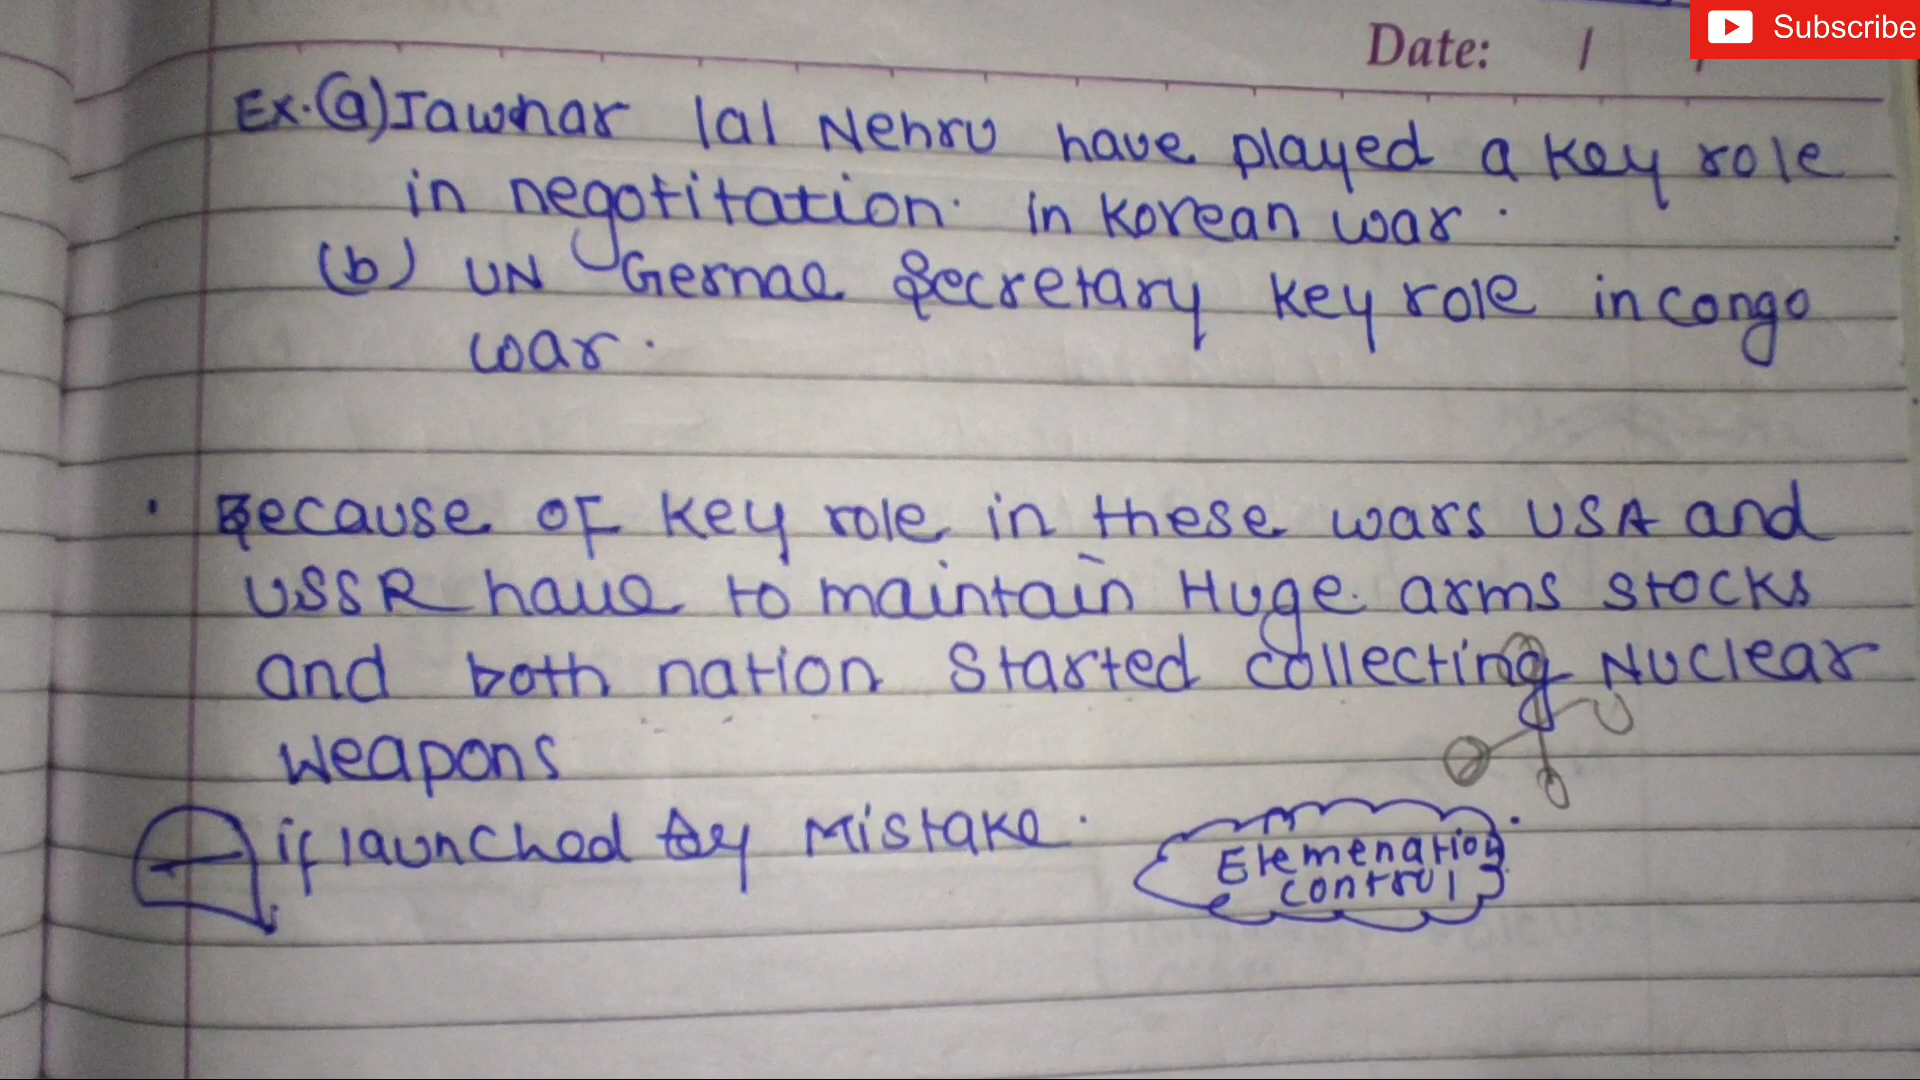 Subscribe
Date: / /
Ex. (a) Jawhar lal Nehru have played a key role
in negotitation. in Korean war.
(b) UN Gernae Secretary key role in congo
war.
• Because of key role in these wars USA and
USSR have to maintain Huge arms stocks
and both nation started collecting Nuclear
weapons
if launched by Mistake.
Elemenation
control